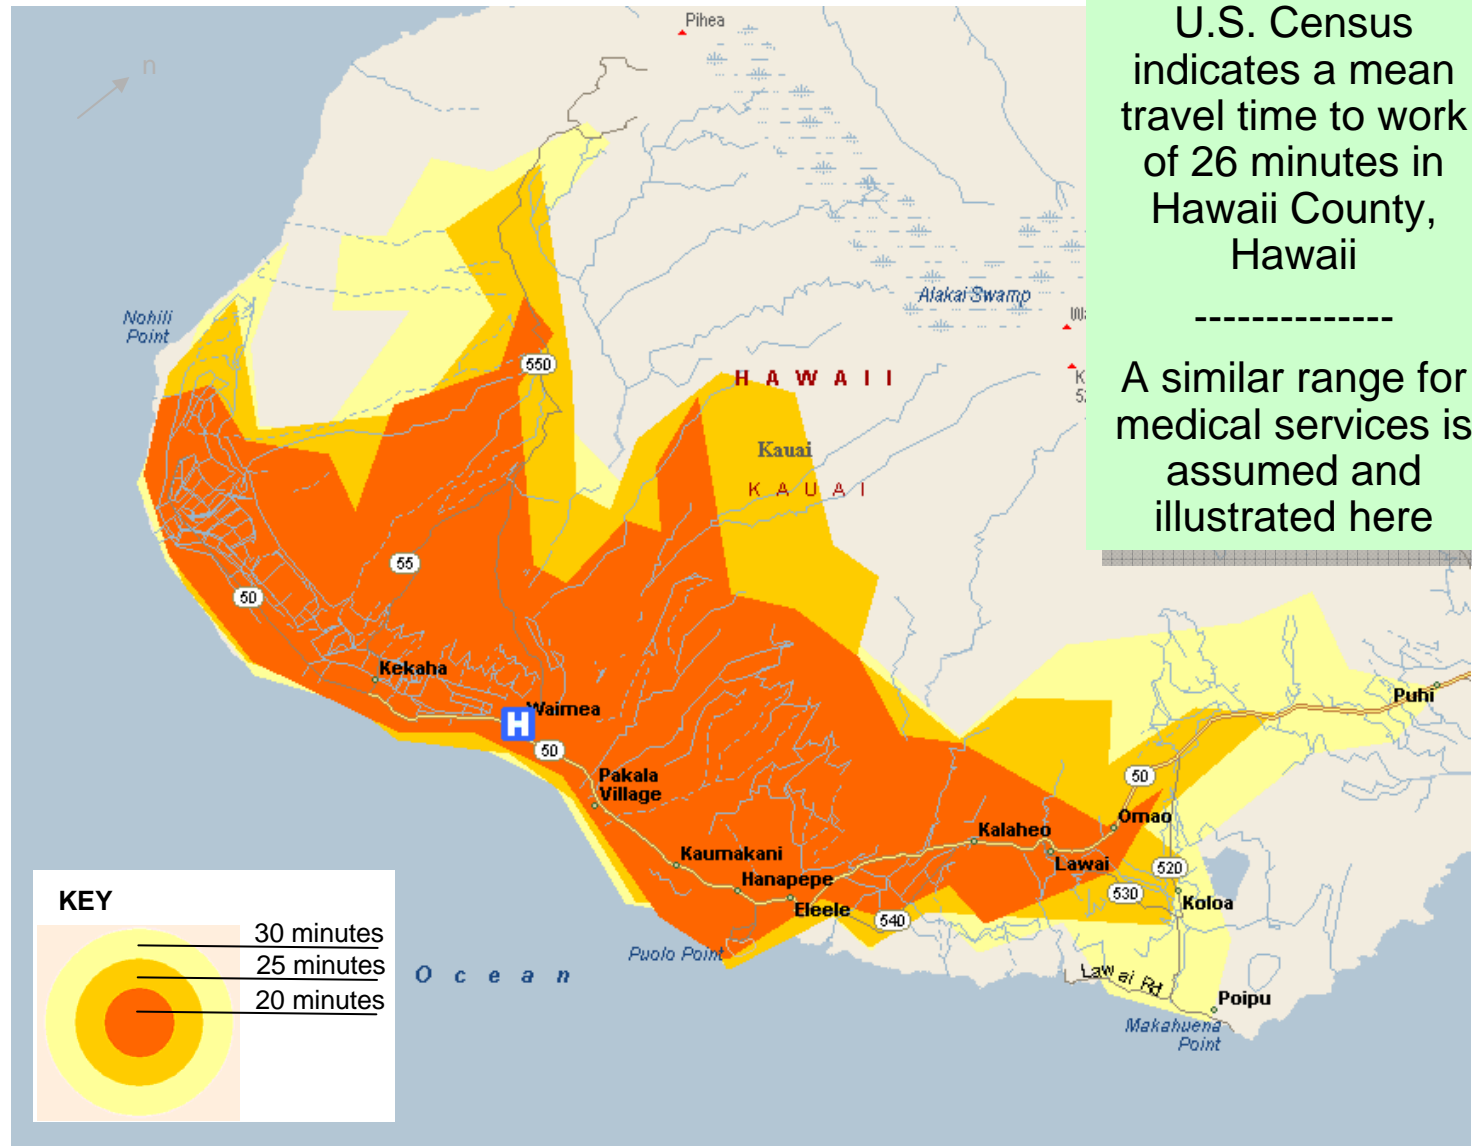 Pihea
n
U.S. Census
indicates a mean
travel time to work
of 26 minutes in
Hawaii County,
Hawaii
--------------
A similar range for
medical services is
assumed and
illustrated here
Alakai Swamp
Nohili
Point
550
HAWAII
Kauai
KAUAI
55
50
Kekaha
Waimea
H
50
Pakala
Village
Kaumakani
Hanapepe
Eleele
540
Kalaheo
Lawai
Omao
50
Puhi
520
530
Koloa
Lawai Rd
Poipu
Makahuena
Point
Puolo Point
Ocean
KEY
30 minutes
25 minutes
20 minutes